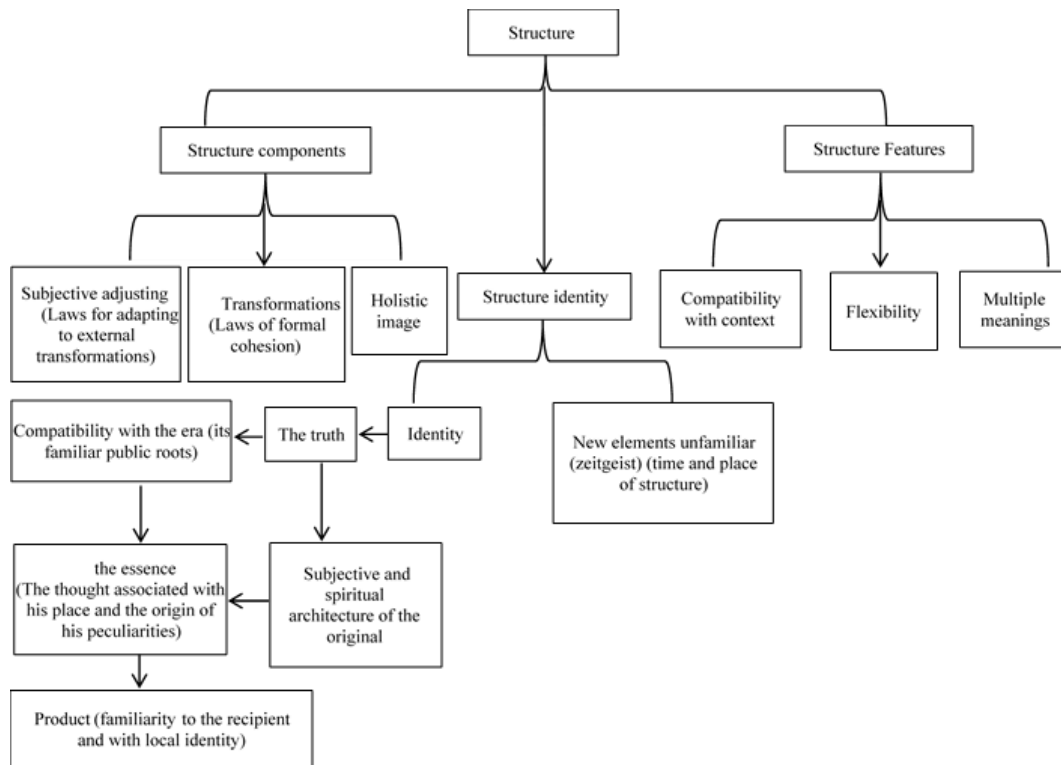 Structure
Structure components
Structure Features
Subjective adjusting
(Laws for adapting
to external
transformations)
Transformations
(Laws of formal
cohesion)
Holistic
image
Structure identity
Compatibility
with context
Flexibility
Multiple
meanings
Compatibility with the era (its
familiar public roots)
The truth
Identity
New elements unfamiliar
(zeitgeist) (time and place
of structure)
the essence
(The thought associated with
his place and the origin of
his peculiarities)
Subjective and
spiritual
architecture of the
original
Product (familiarity to the recipient
and with local identity)